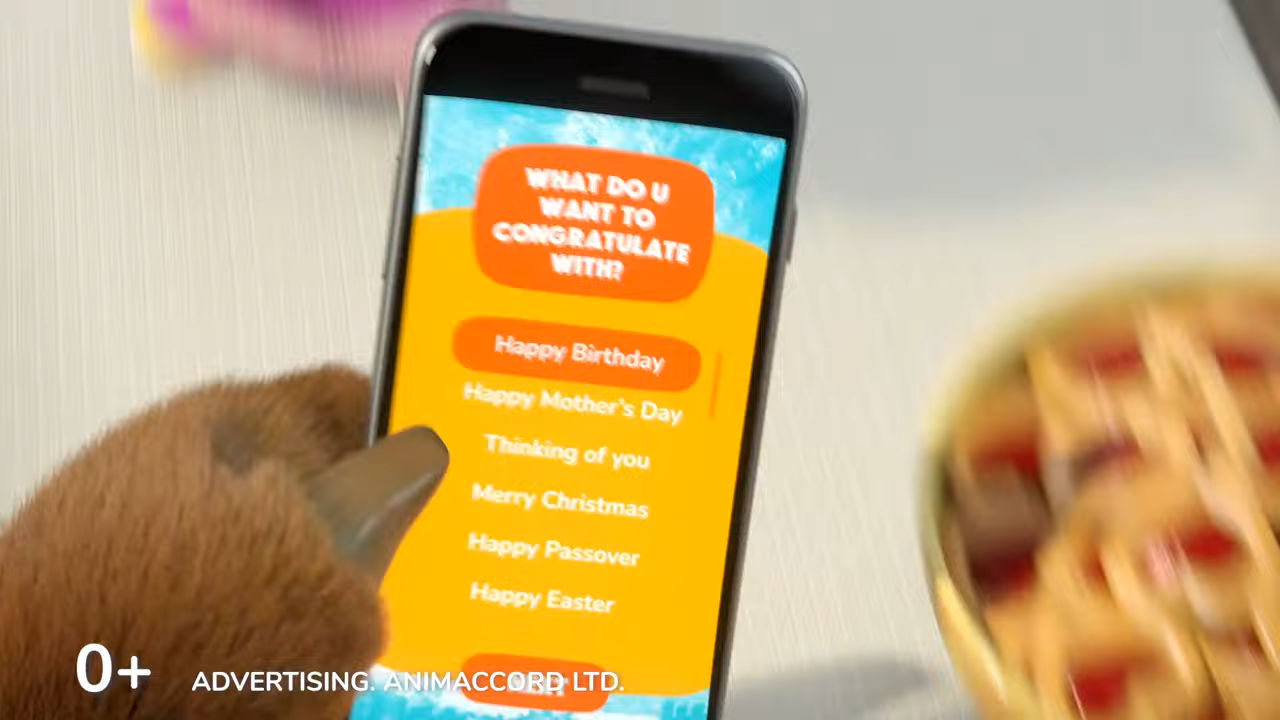 WHAT DO U
WANT TO
CONGRATULATE
WITH?
Happy Birthday
Happy Mother's Day
Thinking of you
Merry Christmas
Happy Passover
Happy Easter
0+ ADVERTISING. ANIMACCORD LTD.